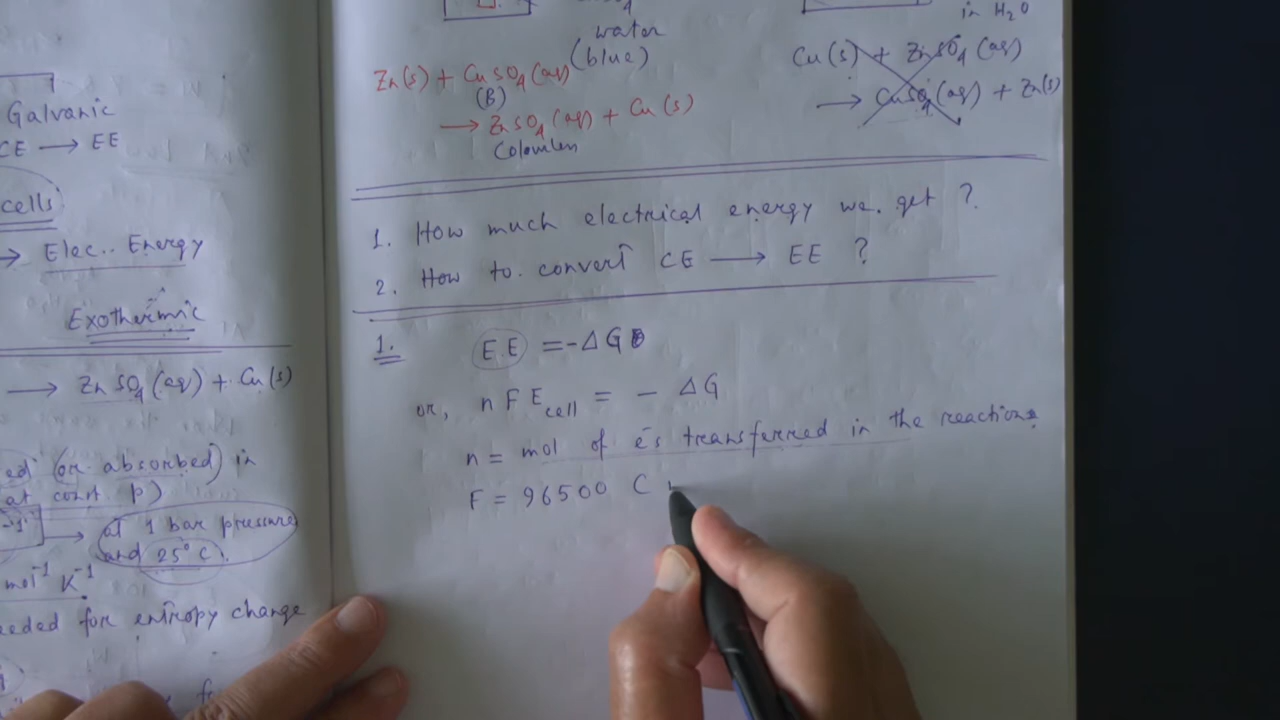 Galvanic
CE → EE
cells
→ Elec.. Energy
Exothermic
→ ZnSO4(aq) + Cu(s)
ed (or absorbed) in
at const. p)
→ at 1 bar pressure
and 25° C.
mol⁻¹ K⁻¹
needed for entropy change
water
(blue)
Zn(s) + CuSO4(aq)
(B)
→ ZnSO4(aq) + Cu(s)
in H2O
Cu(s) + ZnSO4(aq)
→ CuSO4(aq) + Zn(s)
1. How much electrical energy we get ?
2. How to convert CE → EE ?
1. E.E = -ΔG
or, nFEcell = - ΔG
n = mol of e⁻s transferred in the reaction
F = 96500 C